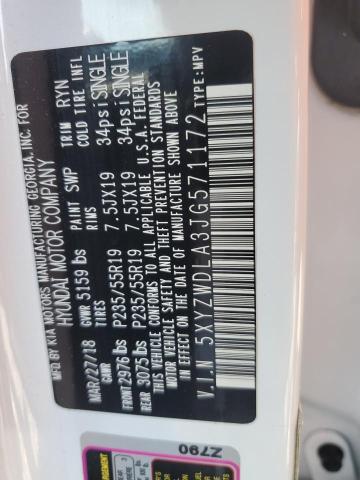 MFD BY KIA MOTORS MANUFACTURING GEORGIA, INC. FOR
HYUNDAI MOTOR COMPANY
PAINT SWP TRIM RYN
MAR/27/18 GWR 5159 lbs
TIRES RIMS COLD TIRE INFL
FRONT 2976 lbs P235/55R19 7.5JX19 34psi SINGLE
REAR 3075 lbs P235/55R19 7.5JX19 34psi SINGLE
THIS VEHICLE CONFORMS TO ALL APPLICABLE U.S.A. FEDERAL
MOTOR VEHICLE SAFETY AND THEFT PREVENTION STANDARDS
IN EFFECT ON THE DATE OF MANUFACTURE SHOWN ABOVE
V.I.N 5XYZWDLA3JG571172
TYPE:MPV
Z790